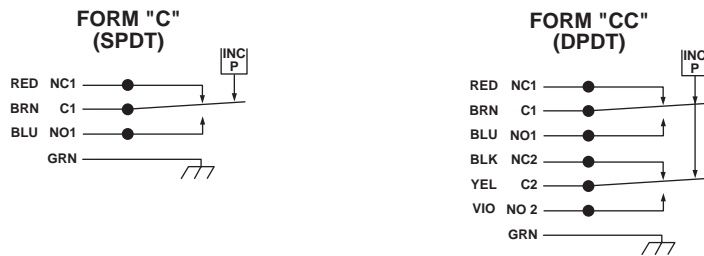 FORM "C"
(SPDT)
INC
P
RED NC1
BRN C1
BLU NO1
GRN
FORM "CC"
(DPDT)
INC
P
RED NC1
BRN C1
BLU NO1
BLK NC2
YEL C2
VIO NO 2
GRN